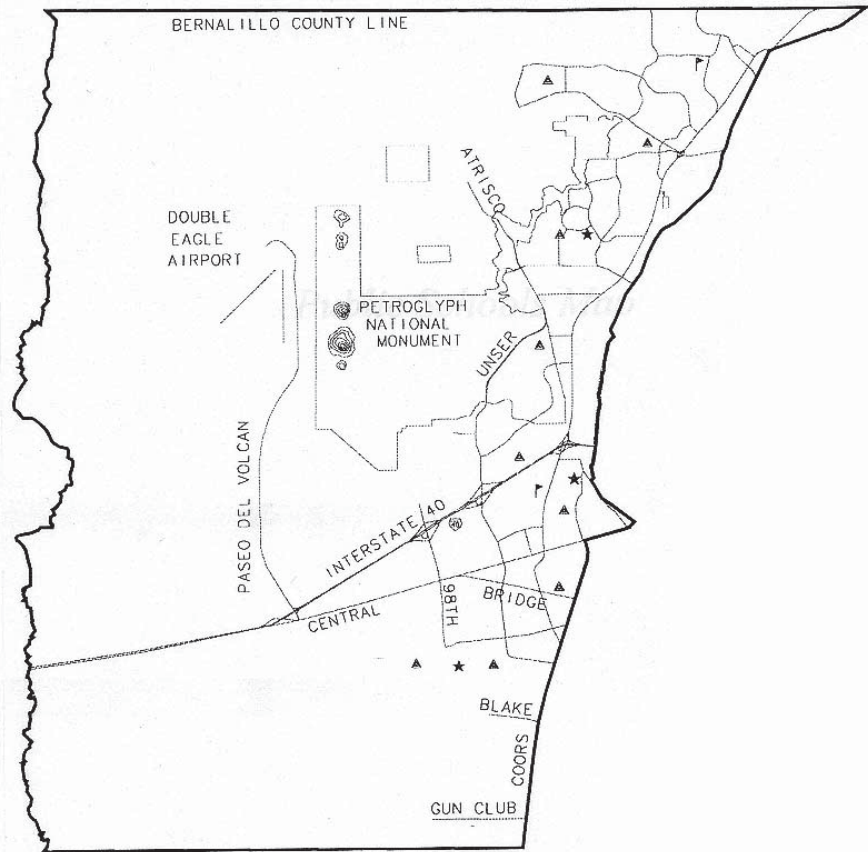 BERNALILLO COUNTY LINE
ATRISCO
DOUBLE
EAGLE
AIRPORT
PETROGLYPH
NATIONAL
MONUMENT
UNSER
PASEO DEL VOLCAN
INTERSTATE 40
CENTRAL
98TH
BRIDGE
BLAKE
COORS
GUN CLUB